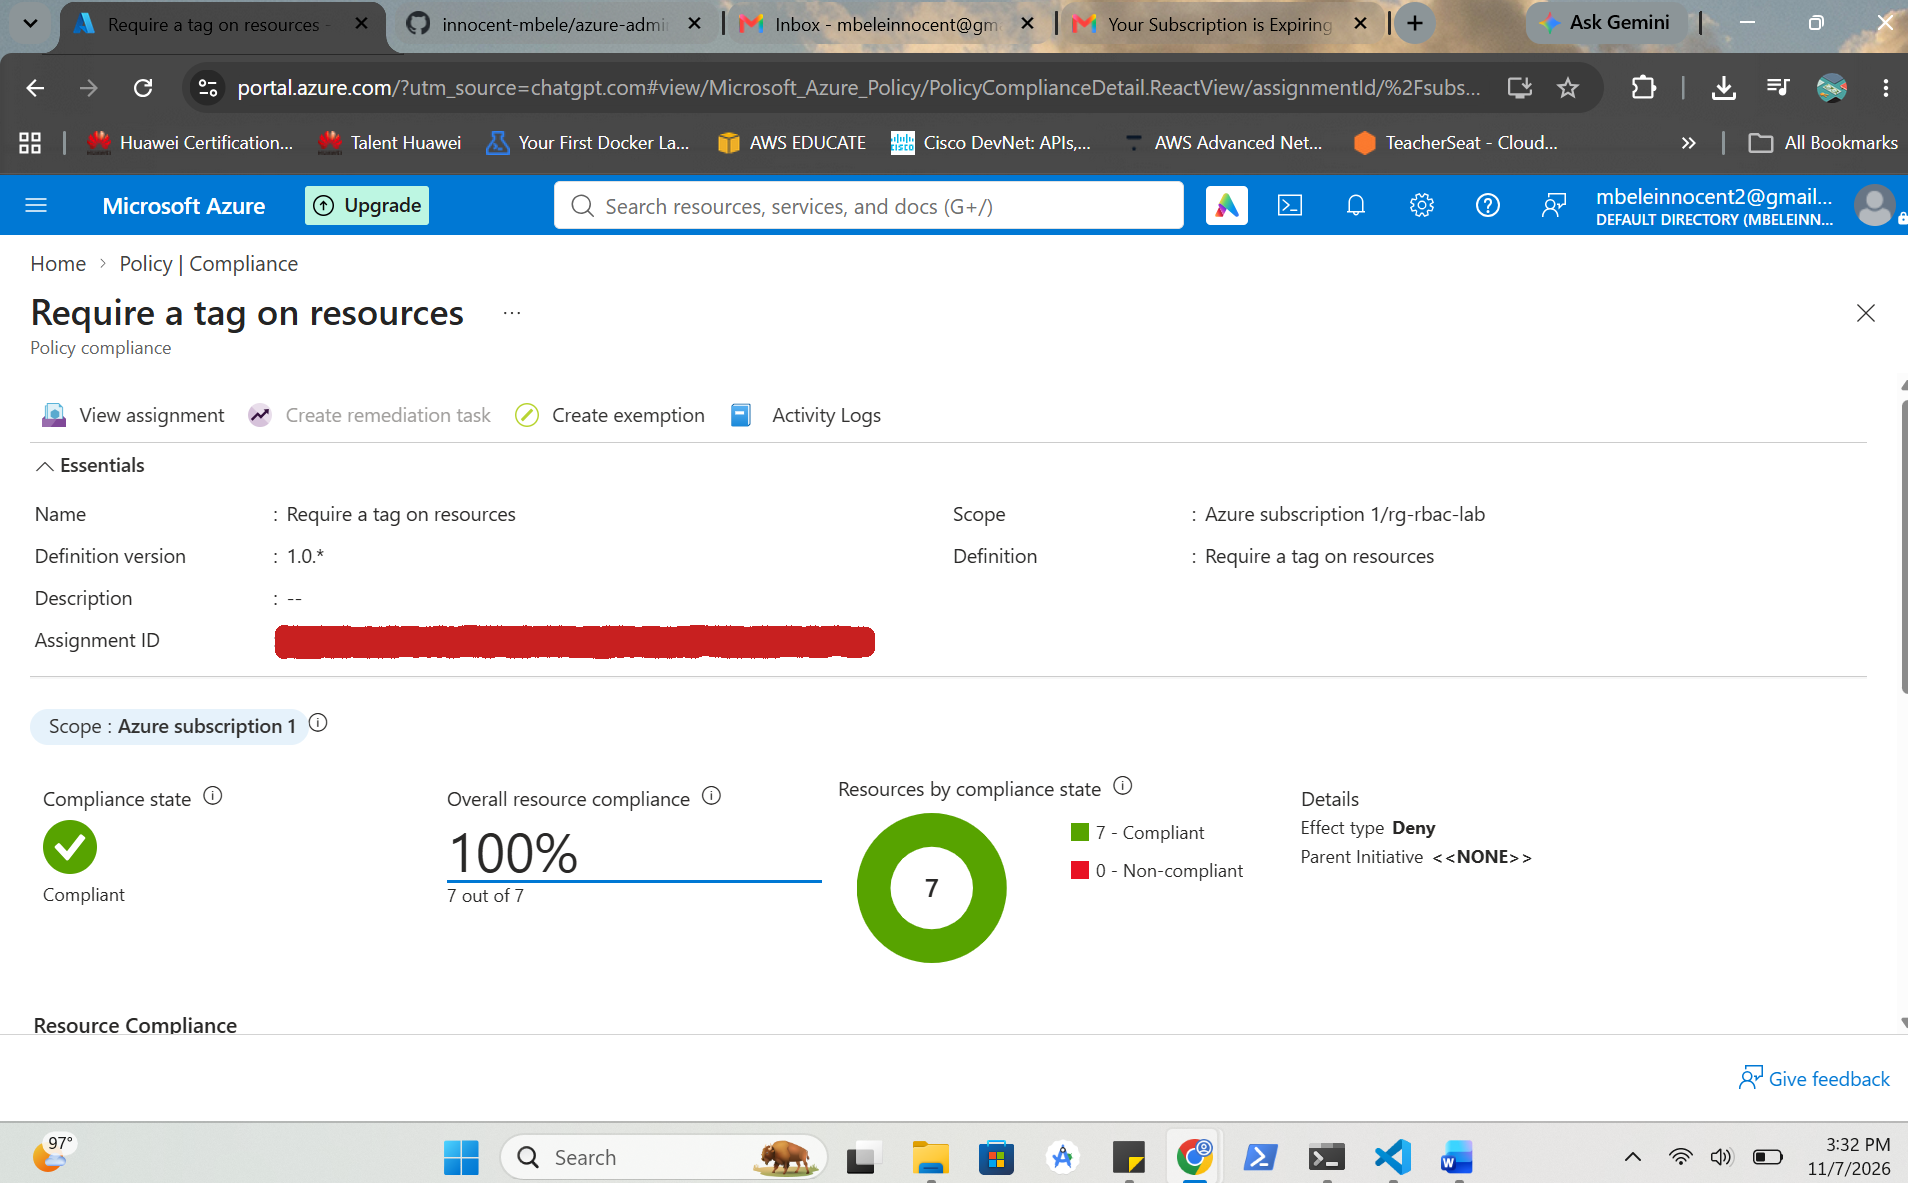 Require a tag on resources -
innocent-mbele/azure-admin
Inbox - mbeleinnocent@gm
Your Subscription is Expiring
Ask Gemini
portal.azure.com/?utm_source=chatgpt.com#view/Microsoft_Azure_Policy/PolicyComplianceDetail.ReactView/assignmentId/%2Fsubs...
Huawei Certification...
Talent Huawei
Your First Docker La...
AWS EDUCATE
Cisco DevNet: APIs,...
AWS Advanced Net...
TeacherSeat - Cloud...
All Bookmarks
Microsoft Azure
Upgrade
Search resources, services, and docs (G+/)
mbeleinnocent2@gmail...
DEFAULT DIRECTORY (MBELEINN...
Home > Policy | Compliance
Require a tag on resources ...
Policy compliance
View assignment
Create remediation task
Create exemption
Activity Logs
Essentials
Name : Require a tag on resources
Scope : Azure subscription 1/rg-rbac-lab
Definition version : 1.0.*
Definition : Require a tag on resources
Description : --
Assignment ID
Scope : Azure subscription 1
Compliance state
Compliant
Overall resource compliance
100%
7 out of 7
Resources by compliance state
7
7 - Compliant
0 - Non-compliant
Details
Effect type Deny
Parent Initiative <<NONE>>
Resource Compliance
Give feedback
97°
Search
3:32 PM
11/7/2026